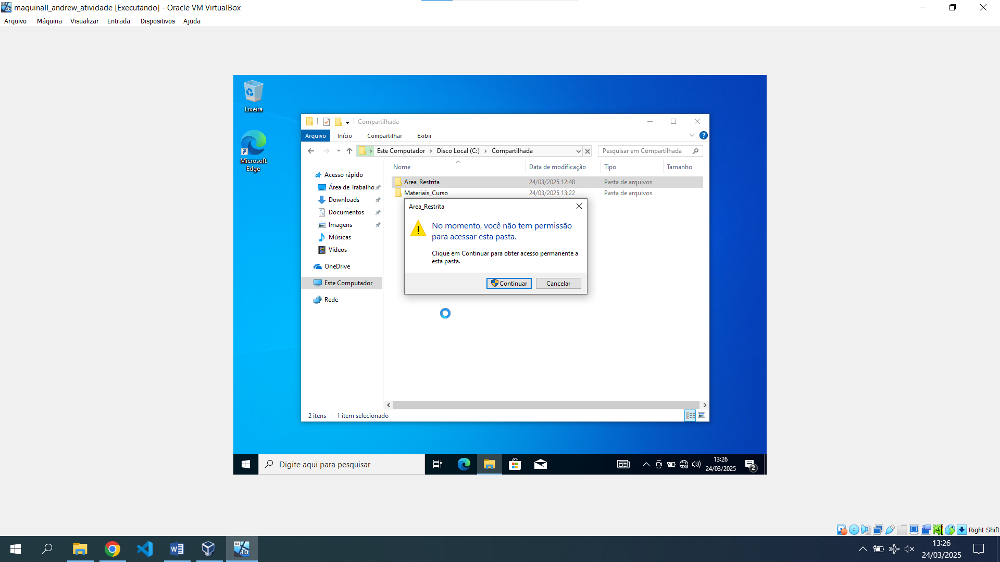 maquinaII_andrew_atividade [Executando] - Oracle VM VirtualBox
Arquivo Máquina Visualizar Entrada Dispositivos Ajuda
Lixeira
Microsoft
Edge
Compartilhada
Arquivo Início Compartilhar Exibir
Este Computador Disco Local (C:) Compartilhada
Pesquisar em Compartilhada
Nome Data de modificação Tipo Tamanho
Acesso rápido
Área de Trabalho
Downloads
Documentos
Imagens
Músicas
Vídeos
OneDrive
Este Computador
Rede
Area_Restrita 24/03/2025 12:48 Pasta de arquivos
Materiais_Curso 24/03/2025 13:22 Pasta de arquivos
Area_Restrita
No momento, você não tem permissão
para acessar esta pasta.
Clique em Continuar para obter acesso permanente a
esta pasta.
Continuar Cancelar
2 itens 1 item selecionado
Digite aqui para pesquisar
13:26
24/03/2025
2
Right Shift
64
10
13:26
24/03/2025